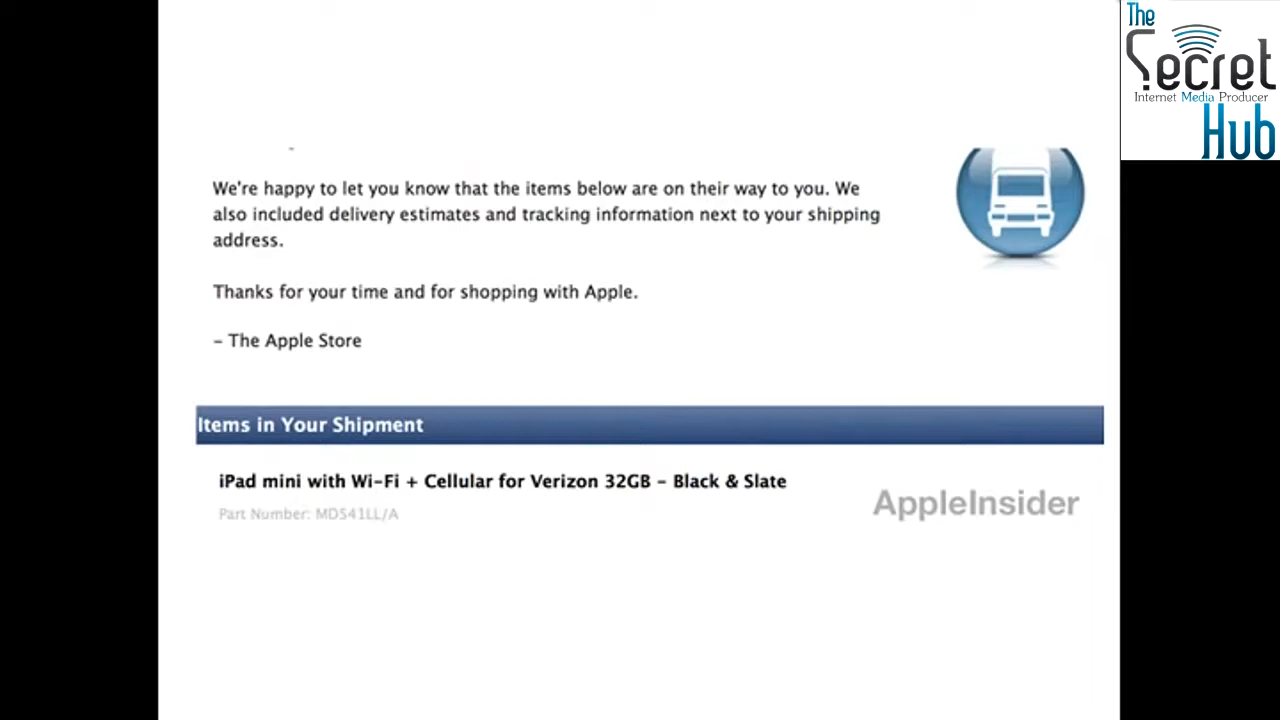 The
Secret
Internet Media Producer
Hub
We're happy to let you know that the items below are on their way to you. We
also included delivery estimates and tracking information next to your shipping
address.
Thanks for your time and for shopping with Apple.
– The Apple Store
Items in Your Shipment
iPad mini with Wi-Fi + Cellular for Verizon 32GB – Black & Slate
Part Number: MD541LL/A
AppleInsider